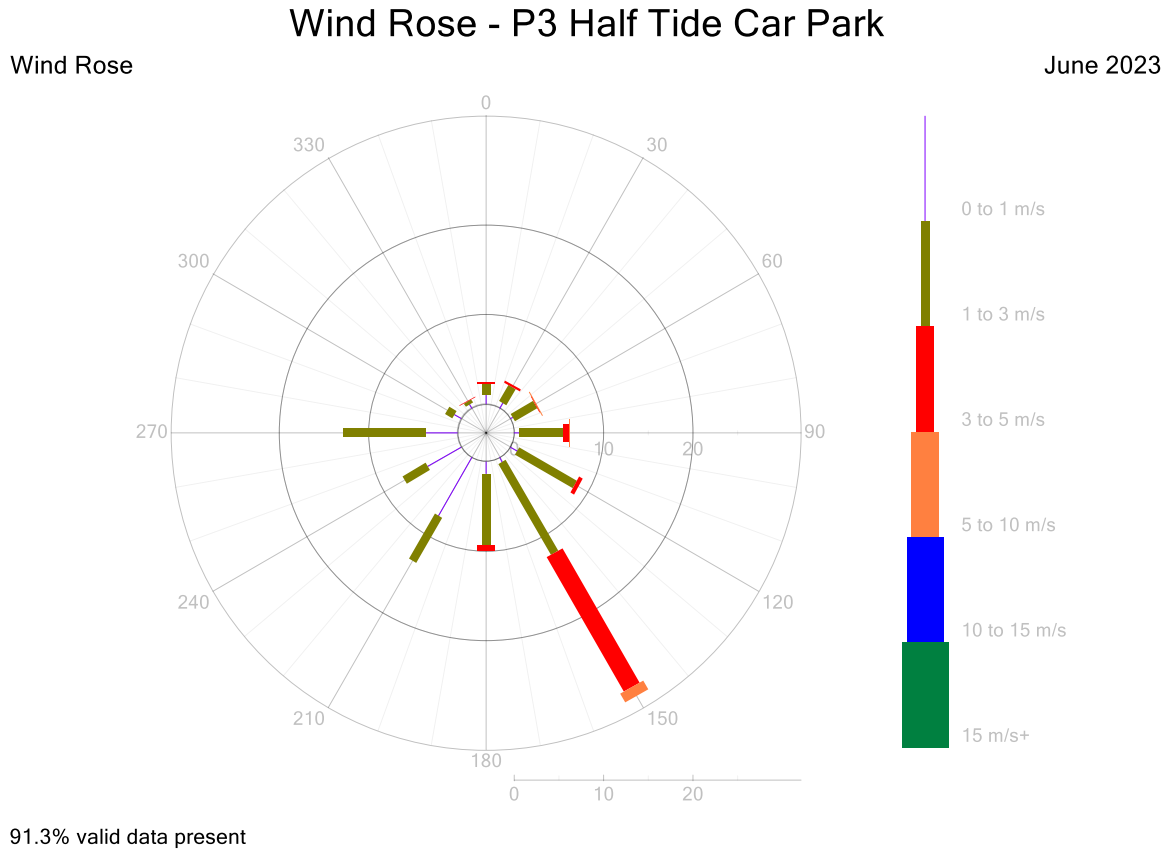 Wind Rose - P3 Half Tide Car Park
Wind Rose
June 2023
0
330
30
300
60
270
90
0
10
20
240
120
210
150
180
0
10
20
0 to 1 m/s
1 to 3 m/s
3 to 5 m/s
5 to 10 m/s
10 to 15 m/s
15 m/s+
91.3% valid data present